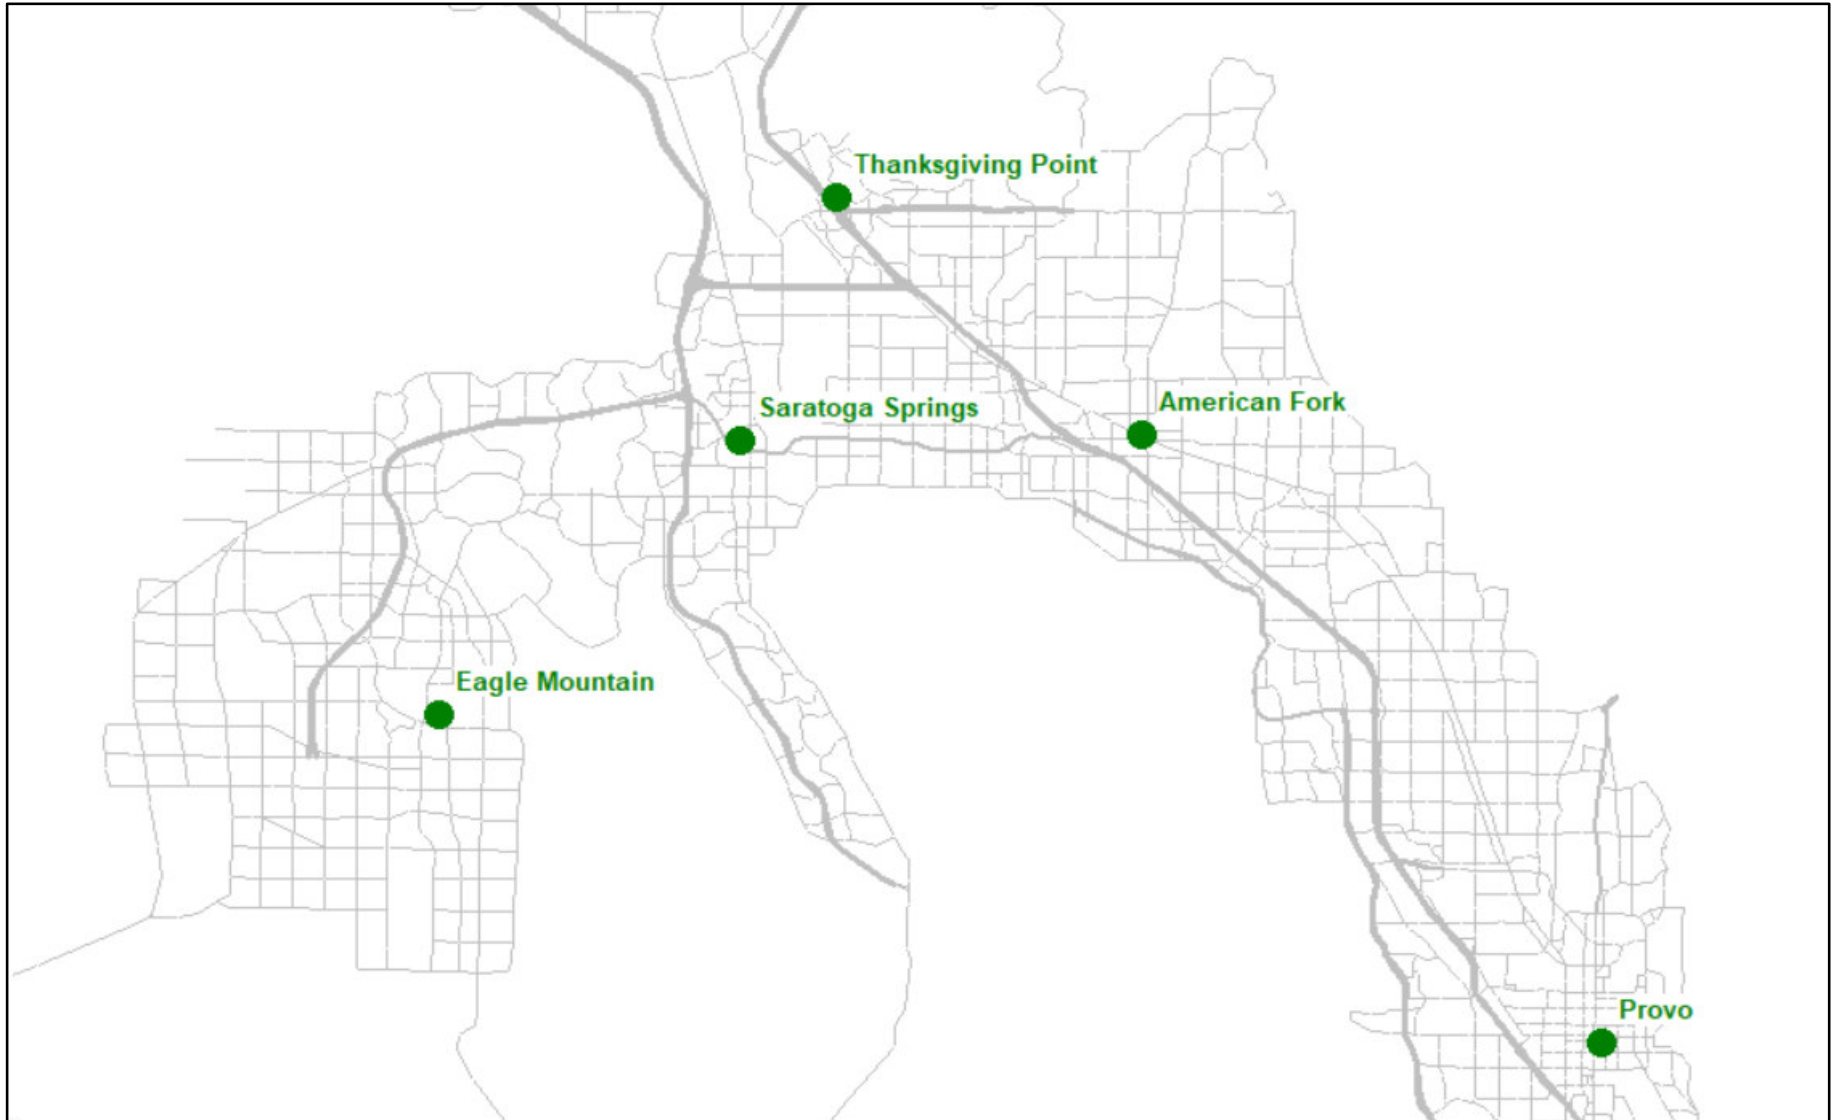 Thanksgiving Point
American Fork
Saratoga Springs
Eagle Mountain
Provo